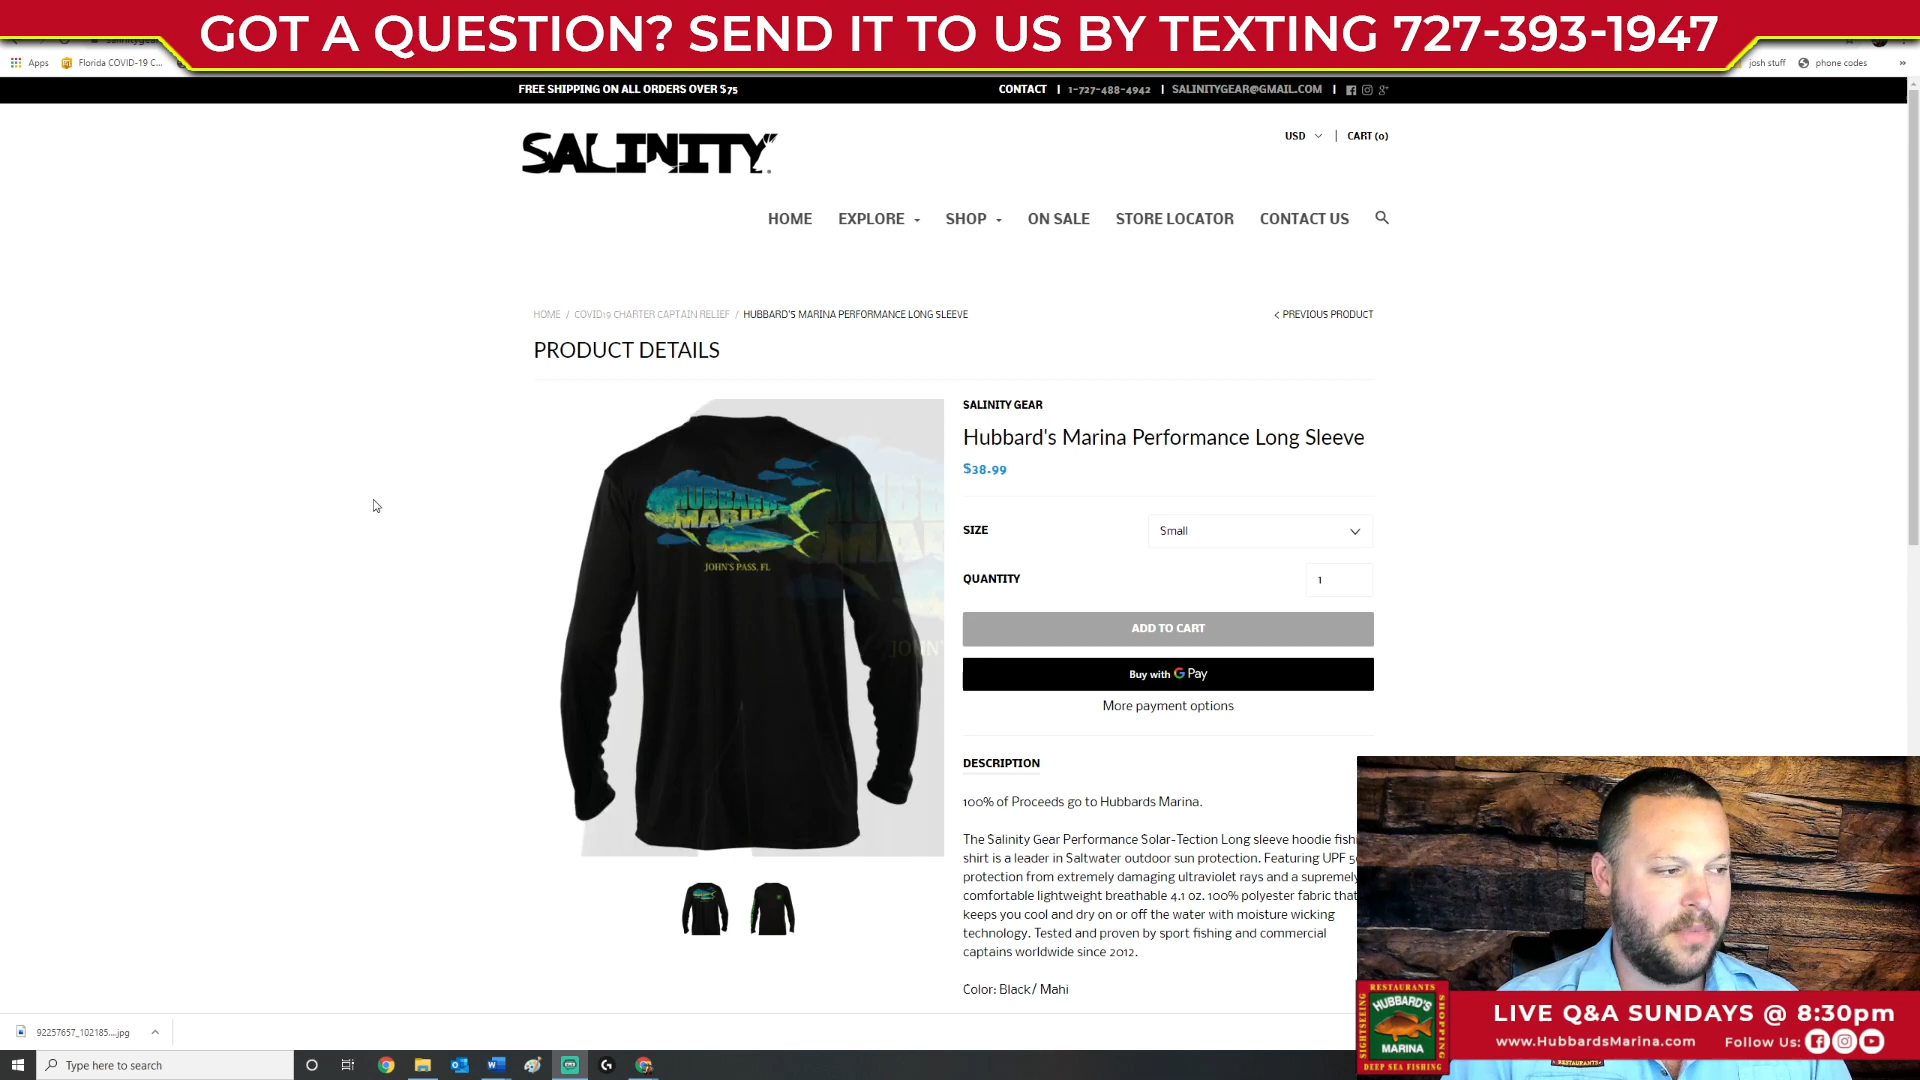 GOT A QUESTION? SEND IT TO US BY TEXTING 727-393-1947
Apps
Florida COVID-19 C...
josh stuff
phone codes
»
FREE SHIPPING ON ALL ORDERS OVER $75
CONTACT | 1-727-488-4942 | SALINITYGEAR@GMAIL.COM |
SALINITY
USD | CART (0)
HOME EXPLORE SHOP ON SALE STORE LOCATOR CONTACT US
HOME / COVID19 CHARTER CAPTAIN RELIEF / HUBBARD'S MARINA PERFORMANCE LONG SLEEVE
< PREVIOUS PRODUCT
PRODUCT DETAILS
SALINITY GEAR
Hubbard's Marina Performance Long Sleeve
$38.99
HUBBARD
MARINA
JOHN'S PASS, FL
SIZE
Small
QUANTITY
1
ADD TO CART
Buy with G Pay
More payment options
DESCRIPTION
100% of Proceeds go to Hubbards Marina.
The Salinity Gear Performance Solar-Tection Long sleeve hoodie fish
shirt is a leader in Saltwater outdoor sun protection. Featuring UPF 5
protection from extremely damaging ultraviolet rays and a supremely
comfortable lightweight breathable 4.1 oz. 100% polyester fabric that
keeps you cool and dry on or off the water with moisture wicking
technology. Tested and proven by sport fishing and commercial
captains worldwide since 2012.
Color: Black/ Mahi
92257657_102185....jpg
Type here to search
RESTAURANTS
SIGHTSEEING
SHOPPING
HUBBARD'S
MARINA
DEEP SEA FISHING
LIVE Q&A SUNDAYS @ 8:30pm
www.HubbardsMarina.com
Follow Us: